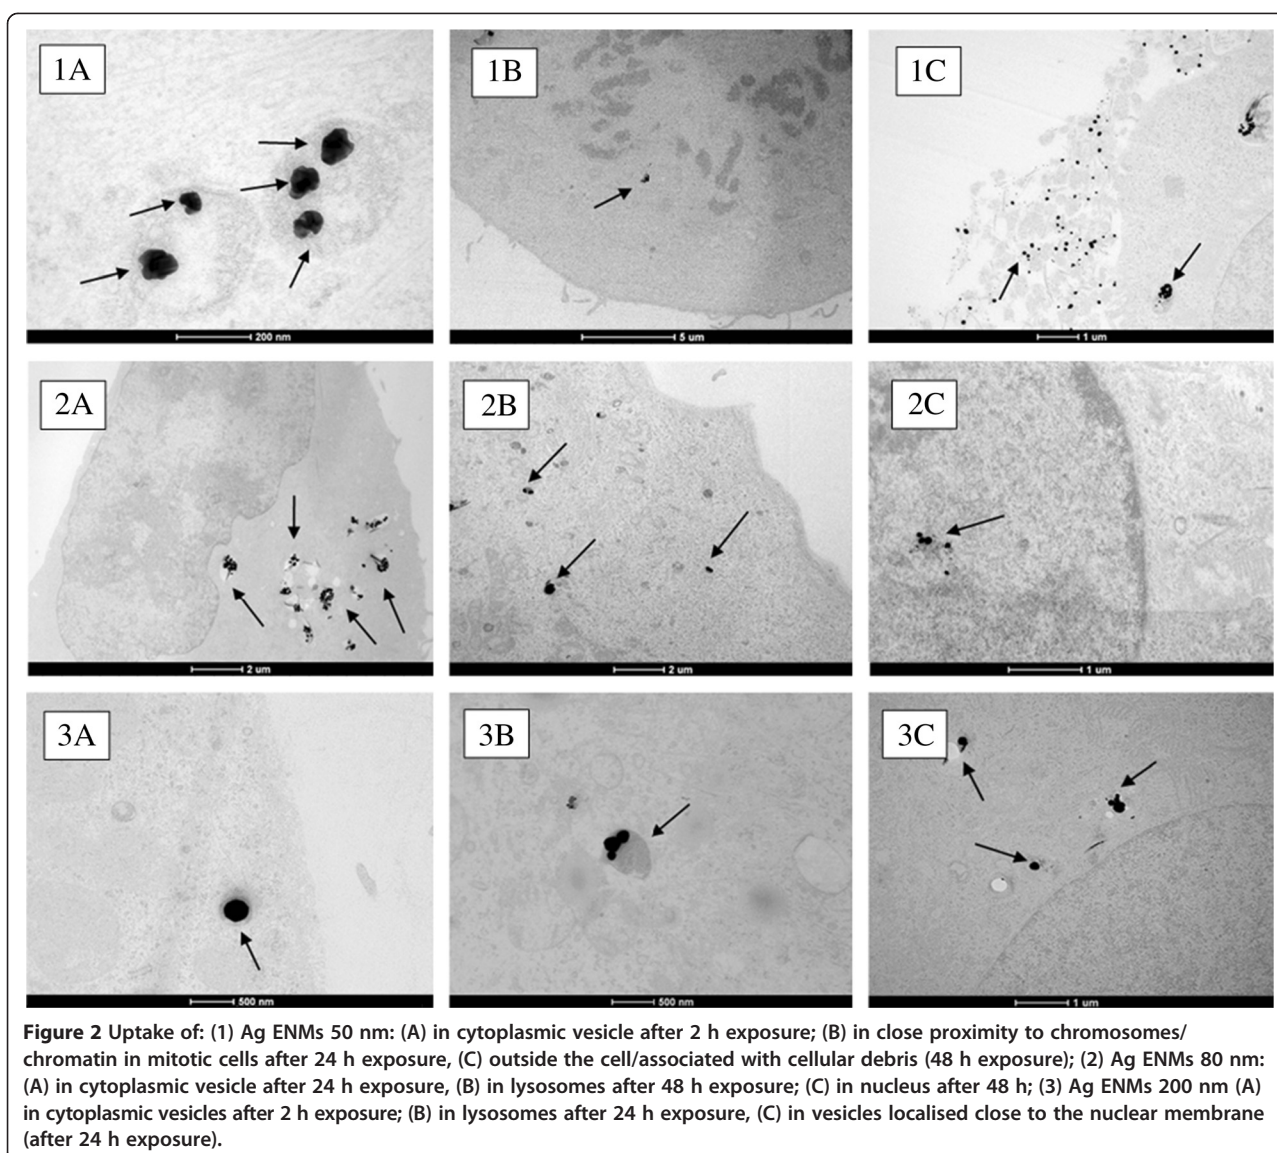 1A
1B
1C
200 nm
5 um
1 um
2A
2B
2C
2 um
2 um
1 um
3A
3B
3C
500 nm
500 nm
1 um
Figure 2 Uptake of: (1) Ag ENMs 50 nm: (A) in cytoplasmic vesicle after 2 h exposure; (B) in close proximity to chromosomes/
chromatin in mitotic cells after 24 h exposure, (C) outside the cell/associated with cellular debris (48 h exposure); (2) Ag ENMs 80 nm:
(A) in cytoplasmic vesicle after 24 h exposure, (B) in lysosomes after 48 h exposure; (C) in nucleus after 48 h; (3) Ag ENMs 200 nm (A)
in cytoplasmic vesicles after 2 h exposure; (B) in lysosomes after 24 h exposure, (C) in vesicles localised close to the nuclear membrane
(after 24 h exposure).